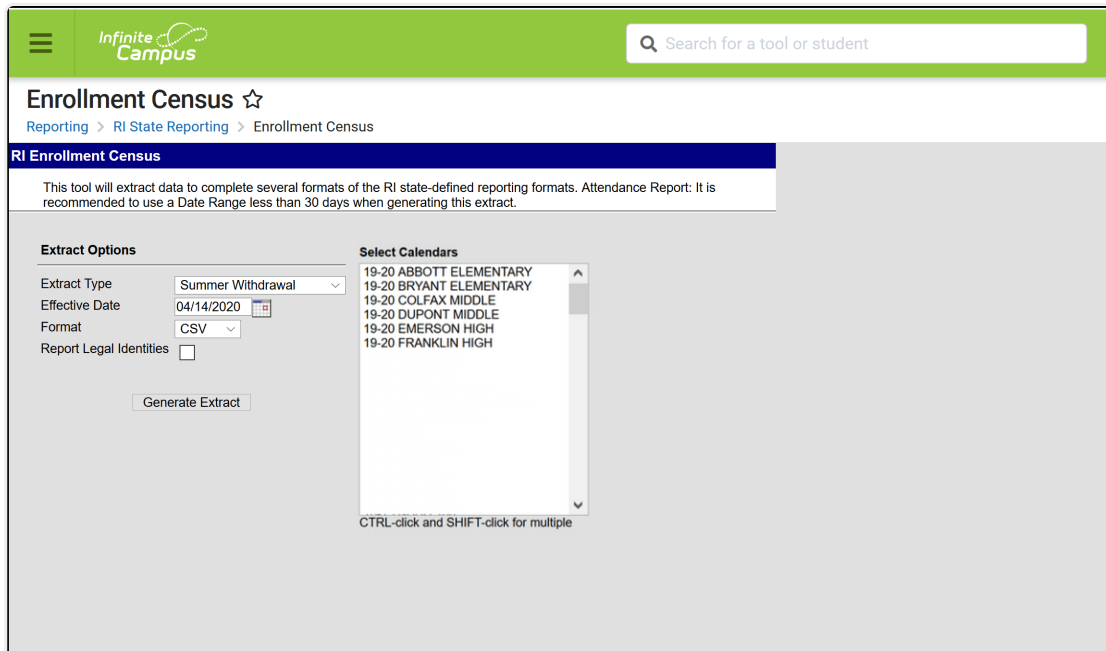 Infinite
Campus
Search for a tool or student
Enrollment Census
Reporting > RI State Reporting > Enrollment Census
RI Enrollment Census
This tool will extract data to complete several formats of the RI state-defined reporting formats. Attendance Report: It is
recommended to use a Date Range less than 30 days when generating this extract.
Extract Options
Extract Type Summer Withdrawal
Effective Date 04/14/2020
Format CSV
Report Legal Identities
Generate Extract
Select Calendars
19-20 ABBOTT ELEMENTARY
19-20 BRYANT ELEMENTARY
19-20 COLFAX MIDDLE
19-20 DUPONT MIDDLE
19-20 EMERSON HIGH
19-20 FRANKLIN HIGH
CTRL-click and SHIFT-click for multiple